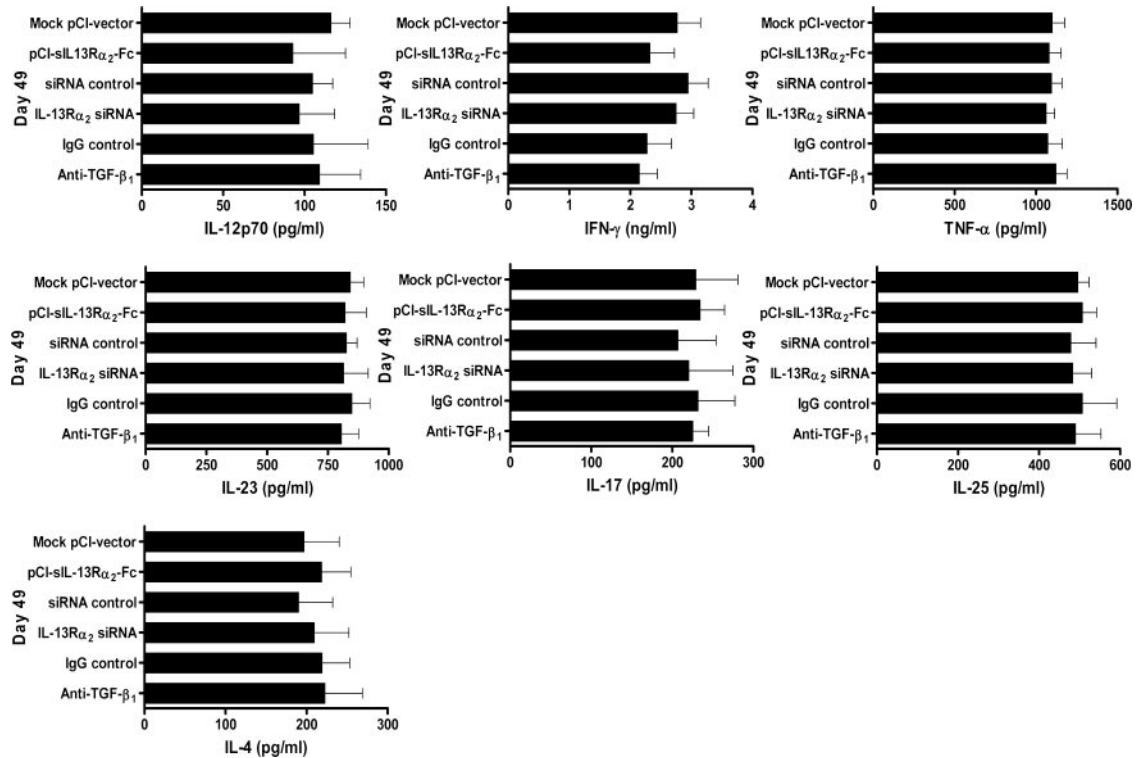 Day 49
Mock pCI-vector
pCI-sIL13Rα₂-Fc
siRNA control
IL-13Rα₂ siRNA
IgG control
Anti-TGF-β₁
0 50 100 150
IL-12p70 (pg/ml)
Day 49
Mock pCI-vector
pCI-sIL13Rα₂-Fc
siRNA control
IL-13Rα₂ siRNA
IgG control
Anti-TGF-β₁
0 1 2 3 4
IFN-γ (ng/ml)
Day 49
Mock pCI-vector
pCI-sIL13Rα₂-Fc
siRNA control
IL-13Rα₂ siRNA
IgG control
Anti-TGF-β₁
0 500 1000 1500
TNF-α (pg/ml)
Day 49
Mock pCI-vector
pCI-sIL-13Rα₂-Fc
siRNA control
IL-13Rα₂ siRNA
IgG control
Anti-TGF-β₁
0 250 500 750 1000
IL-23 (pg/ml)
Day 49
Mock pCI-vector
pCI-sIL-13Rα₂-Fc
siRNA control
IL-13Rα₂ siRNA
IgG control
Anti-TGF-β₁
0 100 200 300
IL-17 (pg/ml)
Day 49
Mock pCI-vector
pCI-sIL-13Rα₂-Fc
siRNA control
IL-13Rα₂ siRNA
IgG control
Anti-TGF-β₁
0 200 400 600
IL-25 (pg/ml)
Day 49
Mock pCI-vector
pCI-sIL-13Rα₂-Fc
siRNA control
IL-13Rα₂ siRNA
IgG control
Anti-TGF-β₁
0 100 200 300
IL-4 (pg/ml)